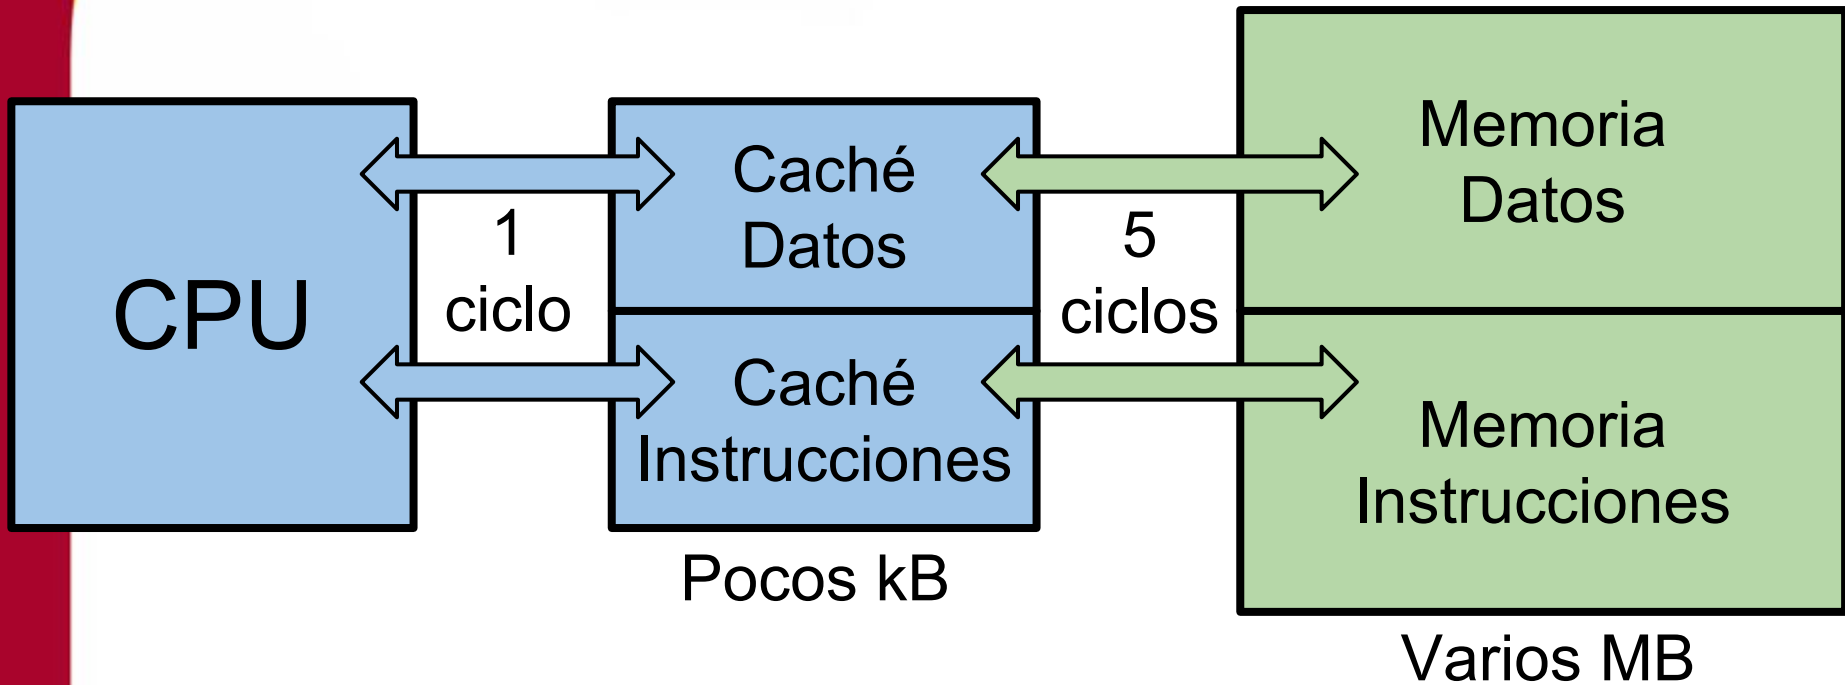 CPU
1
ciclo
Caché
Datos
Caché
Instrucciones
Pocos kB
5
ciclos
Memoria
Datos
Memoria
Instrucciones
Varios MB